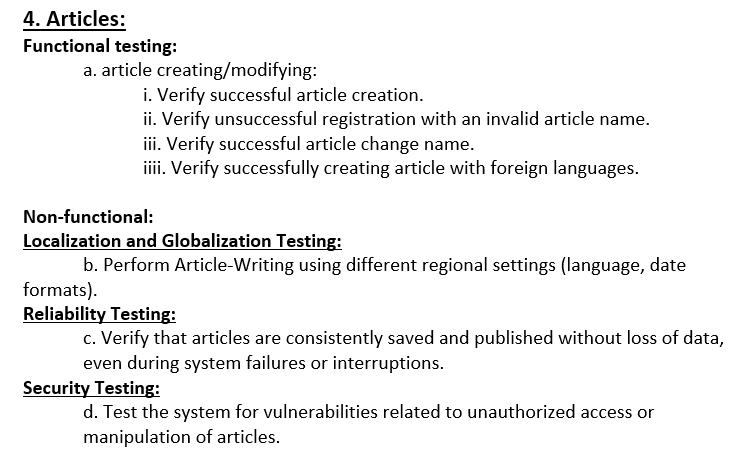 4. Articles:
Functional testing:
a. article creating/modifying:
i. Verify successful article creation.
ii. Verify unsuccessful registration with an invalid article name.
iii. Verify successful article change name.
iiii. Verify successfully creating article with foreign languages.
Non-functional:
Localization and Globalization Testing:
b. Perform Article-Writing using different regional settings (language, date
formats).
Reliability Testing:
c. Verify that articles are consistently saved and published without loss of data,
even during system failures or interruptions.
Security Testing:
d. Test the system for vulnerabilities related to unauthorized access or
manipulation of articles.